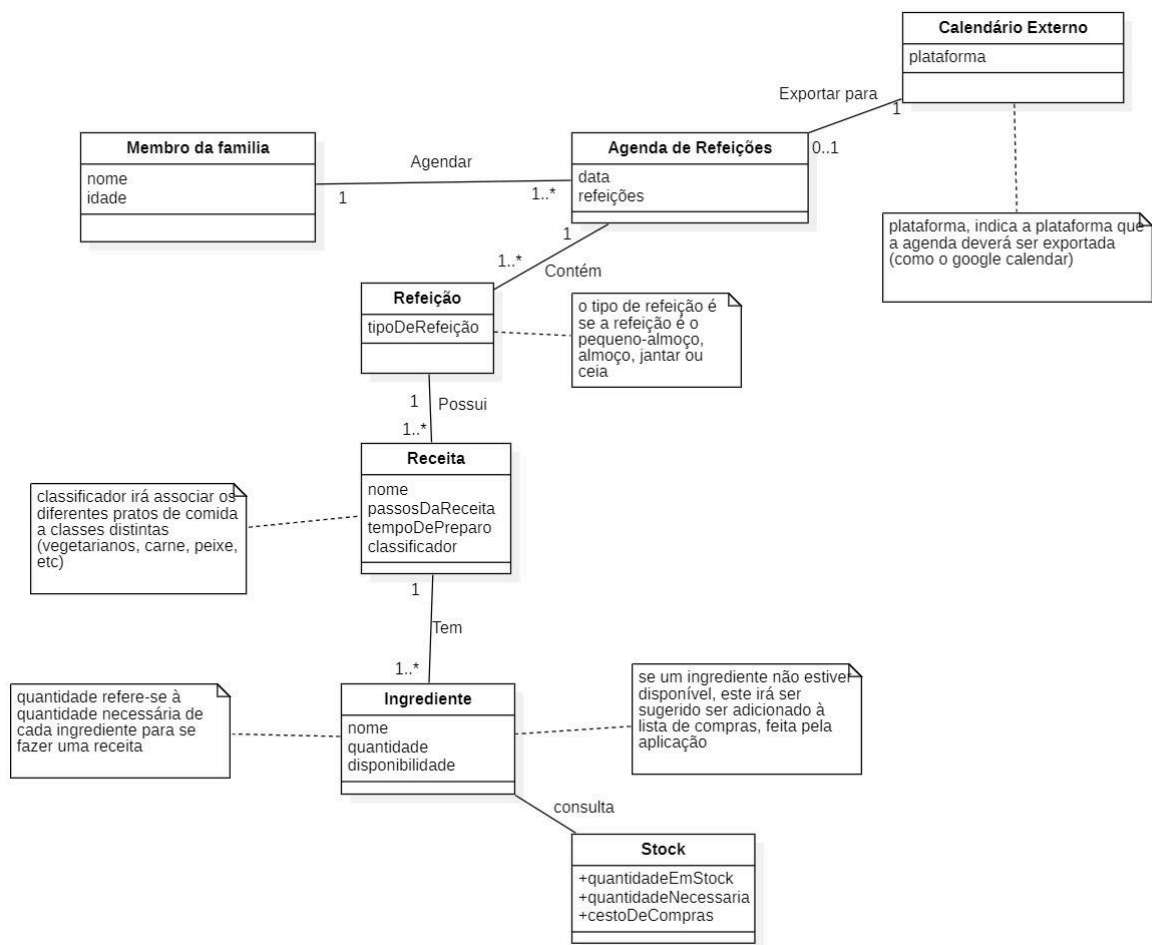 Calendário Externo
plataforma
Exportar para
1
0..1
Membro da familia
nome
idade
Agendar
1
1..*
Agenda de Refeições
data
refeições
plataforma, indica a plataforma que
a agenda deverá ser exportada
(como o google calendar)
1
1..*
Contém
Refeição
tipoDeRefeição
o tipo de refeição é
se a refeição é o
pequeno-almoço,
almoço, jantar ou
ceia
1
Possui
1..*
Receita
nome
passosDaReceita
tempoDePreparo
classificador
classificador irá associar os
diferentes pratos de comida
a classes distintas
(vegetarianos, carne, peixe,
etc)
1
Tem
1..*
Ingrediente
nome
quantidade
disponibilidade
quantidade refere-se à
quantidade necessária de
cada ingrediente para se
fazer uma receita
se um ingrediente não estiver
disponível, este irá ser
sugerido ser adicionado à
lista de compras, feita pela
aplicação
consulta
Stock
+quantidadeEmStock
+quantidadeNecessaria
+cestoDeCompras